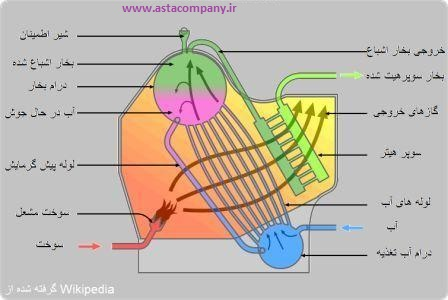 www.astacompany.ir
شیر اطمینان
بخار اشباع شده
درام بخار
آب در حال جوش
لوله پیش گرمایش
سوخت مشعل
سوخت
خروجی بخار اشباع
بخار سوپرهیت شده
گازهای خروجی
سوپر هیتر
لوله های آب
آب
درام آب تغذیه
گرفته شده از Wikipedia